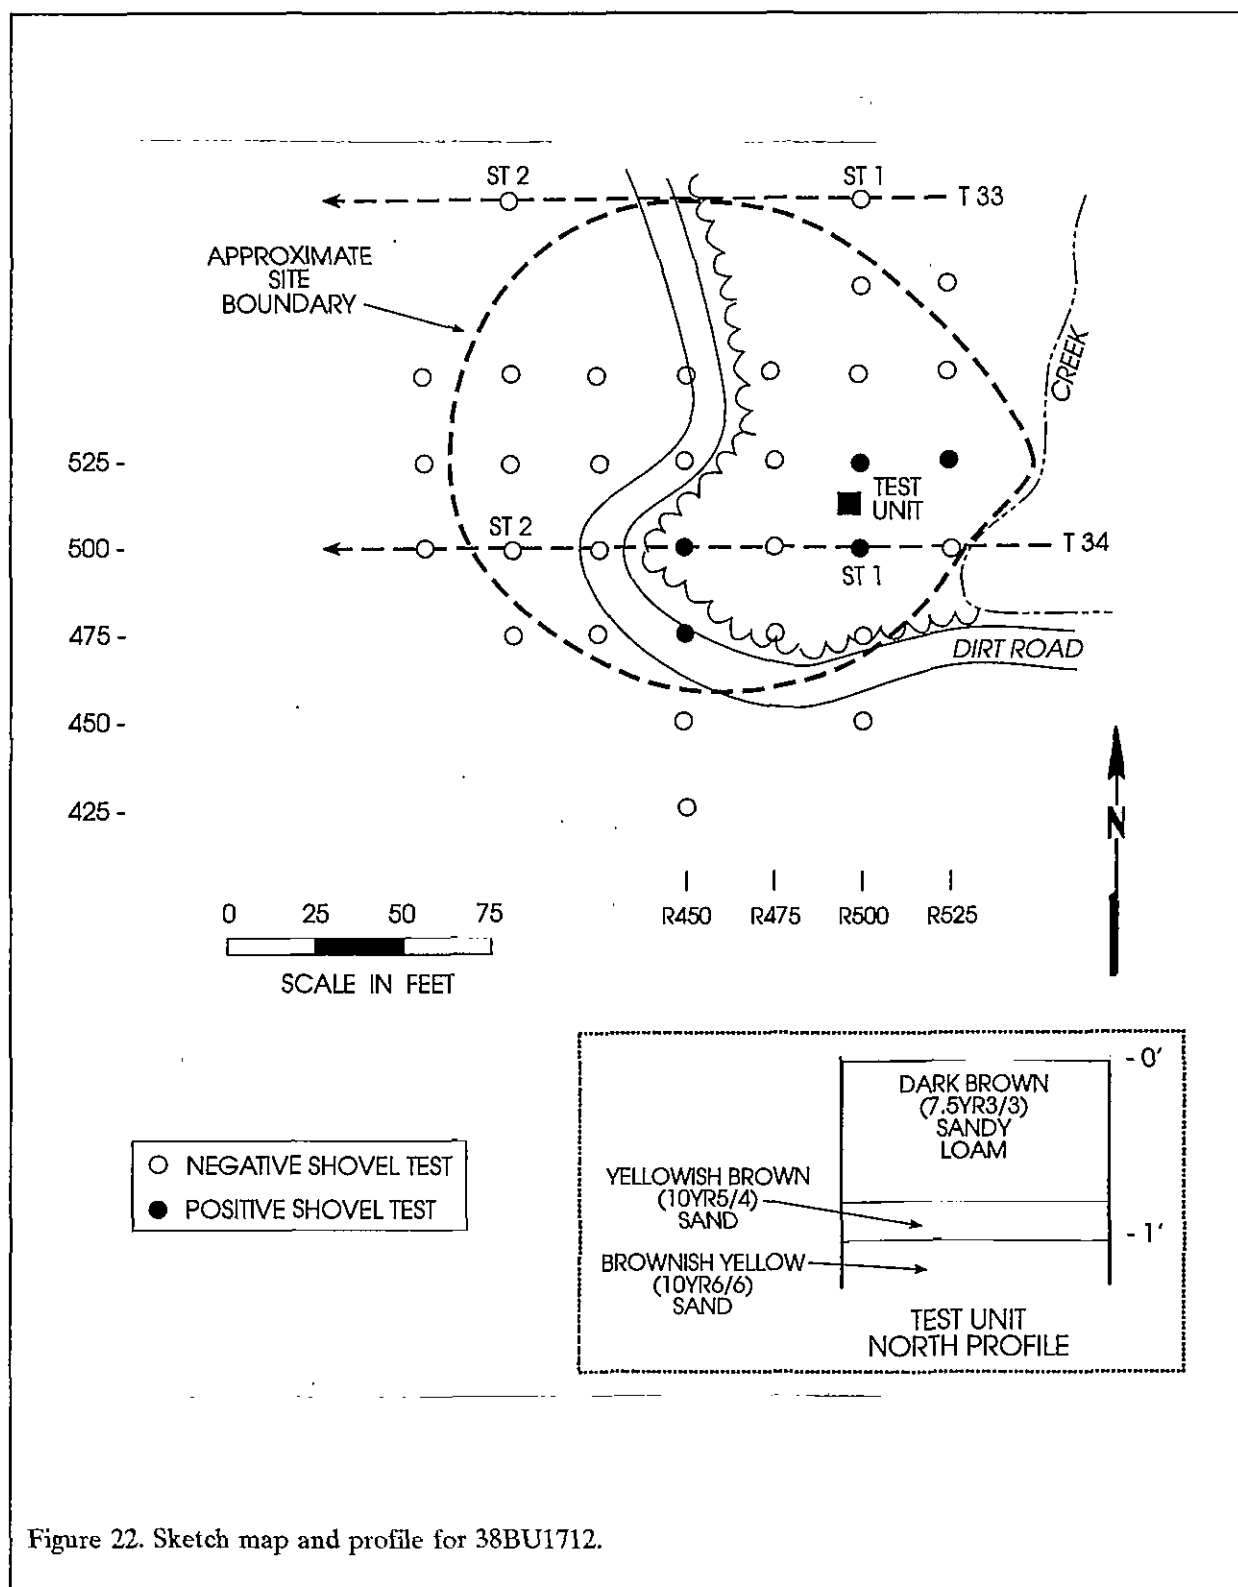 ST 2
ST 1
T 33
APPROXIMATE
SITE
BOUNDARY
CREEK
525 -
TEST
UNIT
ST 2
500 -
T 34
ST 1
475 -
DIRT ROAD
450 -
425 -
N
R450 R475 R500 R525
0 25 50 75
SCALE IN FEET
NEGATIVE SHOVEL TEST
POSITIVE SHOVEL TEST
- 0'
DARK BROWN
(7.5YR3/3)
SANDY
LOAM
YELLOWISH BROWN
(10YR5/4)
SAND
- 1'
BROWNISH YELLOW
(10YR6/6)
SAND
TEST UNIT
NORTH PROFILE
Figure 22. Sketch map and profile for 38BU1712.